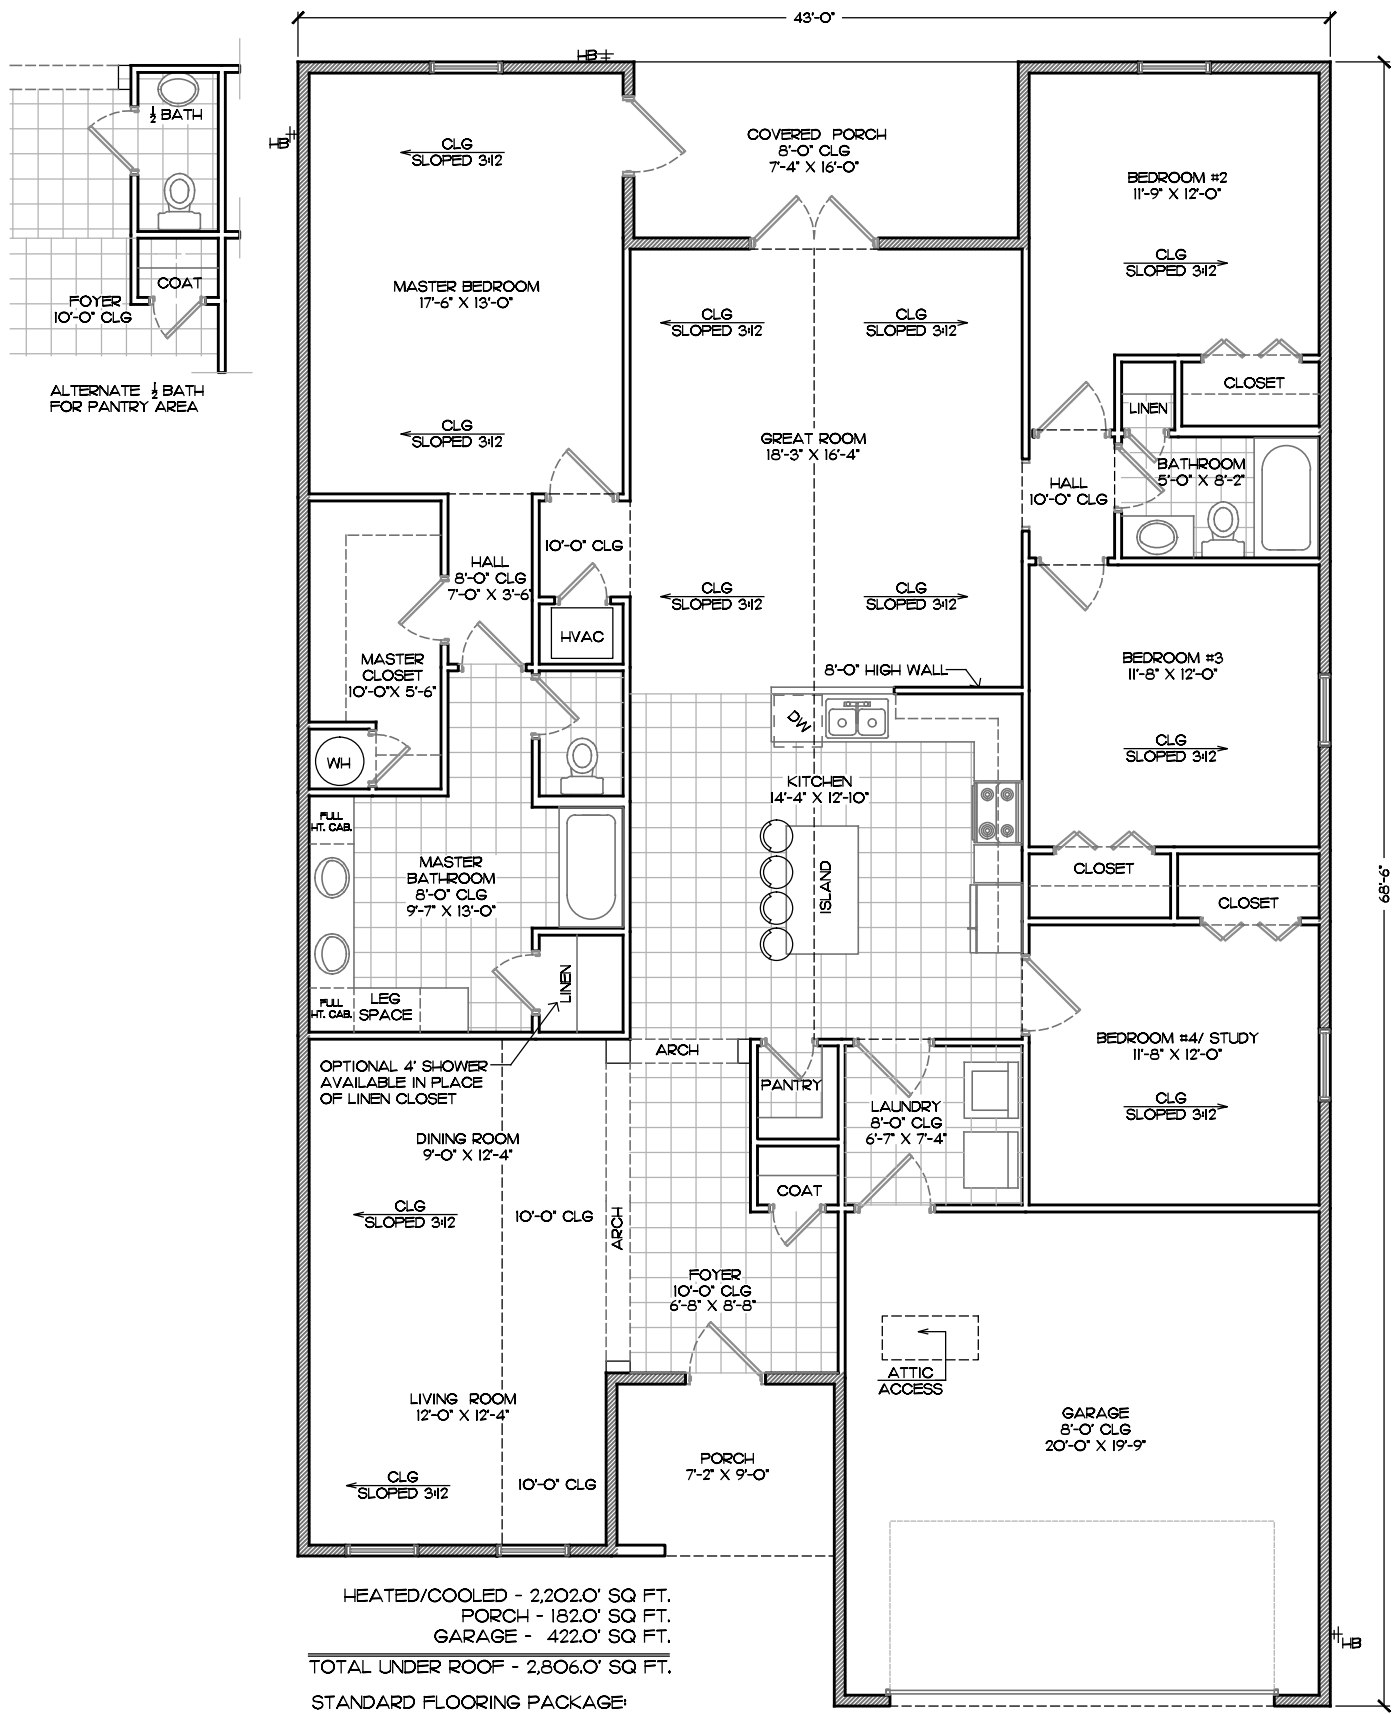 43'-0"
HB
HB
½ BATH
COAT
FOYER
10'-0" CLG
ALTERNATE ½ BATH
FOR PANTRY AREA
CLG
SLOPED 3:12
COVERED PORCH
8'-0" CLG
7'-4" X 16'-0"
BEDROOM #2
11'-9" X 12'-0"
CLG
SLOPED 3:12
MASTER BEDROOM
17'-6" X 13'-0"
CLG
SLOPED 3:12
CLG
SLOPED 3:12
CLOSET
LINEN
CLG
SLOPED 3:12
GREAT ROOM
18'-3" X 16'-4"
BATHROOM
5'-0" X 8'-2"
HALL
10'-0" CLG
10'-0" CLG
HALL
8'-0" CLG
7'-0" X 3'-6"
CLG
SLOPED 3:12
CLG
SLOPED 3:12
HVAC
MASTER
CLOSET
10'-0" X 5'-6"
8'-0" HIGH WALL
BEDROOM #3
11'-8" X 12'-0"
DW
CLG
SLOPED 3:12
WH
KITCHEN
14'-4" X 12'-10"
FULL
HT. CAB.
MASTER
BATHROOM
8'-0" CLG
9'-7" X 13'-0"
ISLAND
CLOSET
CLOSET
68'-6"
LINEN
FULL
HT. CAB.
LEG
SPACE
BEDROOM #4/ STUDY
11'-8" X 12'-0"
ARCH
OPTIONAL 4' SHOWER
AVAILABLE IN PLACE
OF LINEN CLOSET
PANTRY
LAUNDRY
8'-0" CLG
6'-7" X 7'-4"
CLG
SLOPED 3:12
DINING ROOM
9'-0" X 12'-4"
COAT
CLG
SLOPED 3:12
10'-0" CLG
ARCH
FOYER
10'-0" CLG
6'-8" X 8'-8"
ATTIC
ACCESS
LIVING ROOM
12'-0" X 12'-4"
GARAGE
8'-0' CLG
20'-0" X 19'-9"
PORCH
7'-2" X 9'-0"
CLG
SLOPED 3:12
10'-0" CLG
HEATED/COOLED - 2,202.0' SQ FT.
PORCH - 182.0' SQ FT.
GARAGE - 422.0' SQ FT.
HB
TOTAL UNDER ROOF - 2,806.0' SQ FT.
STANDARD FLOORING PACKAGE: